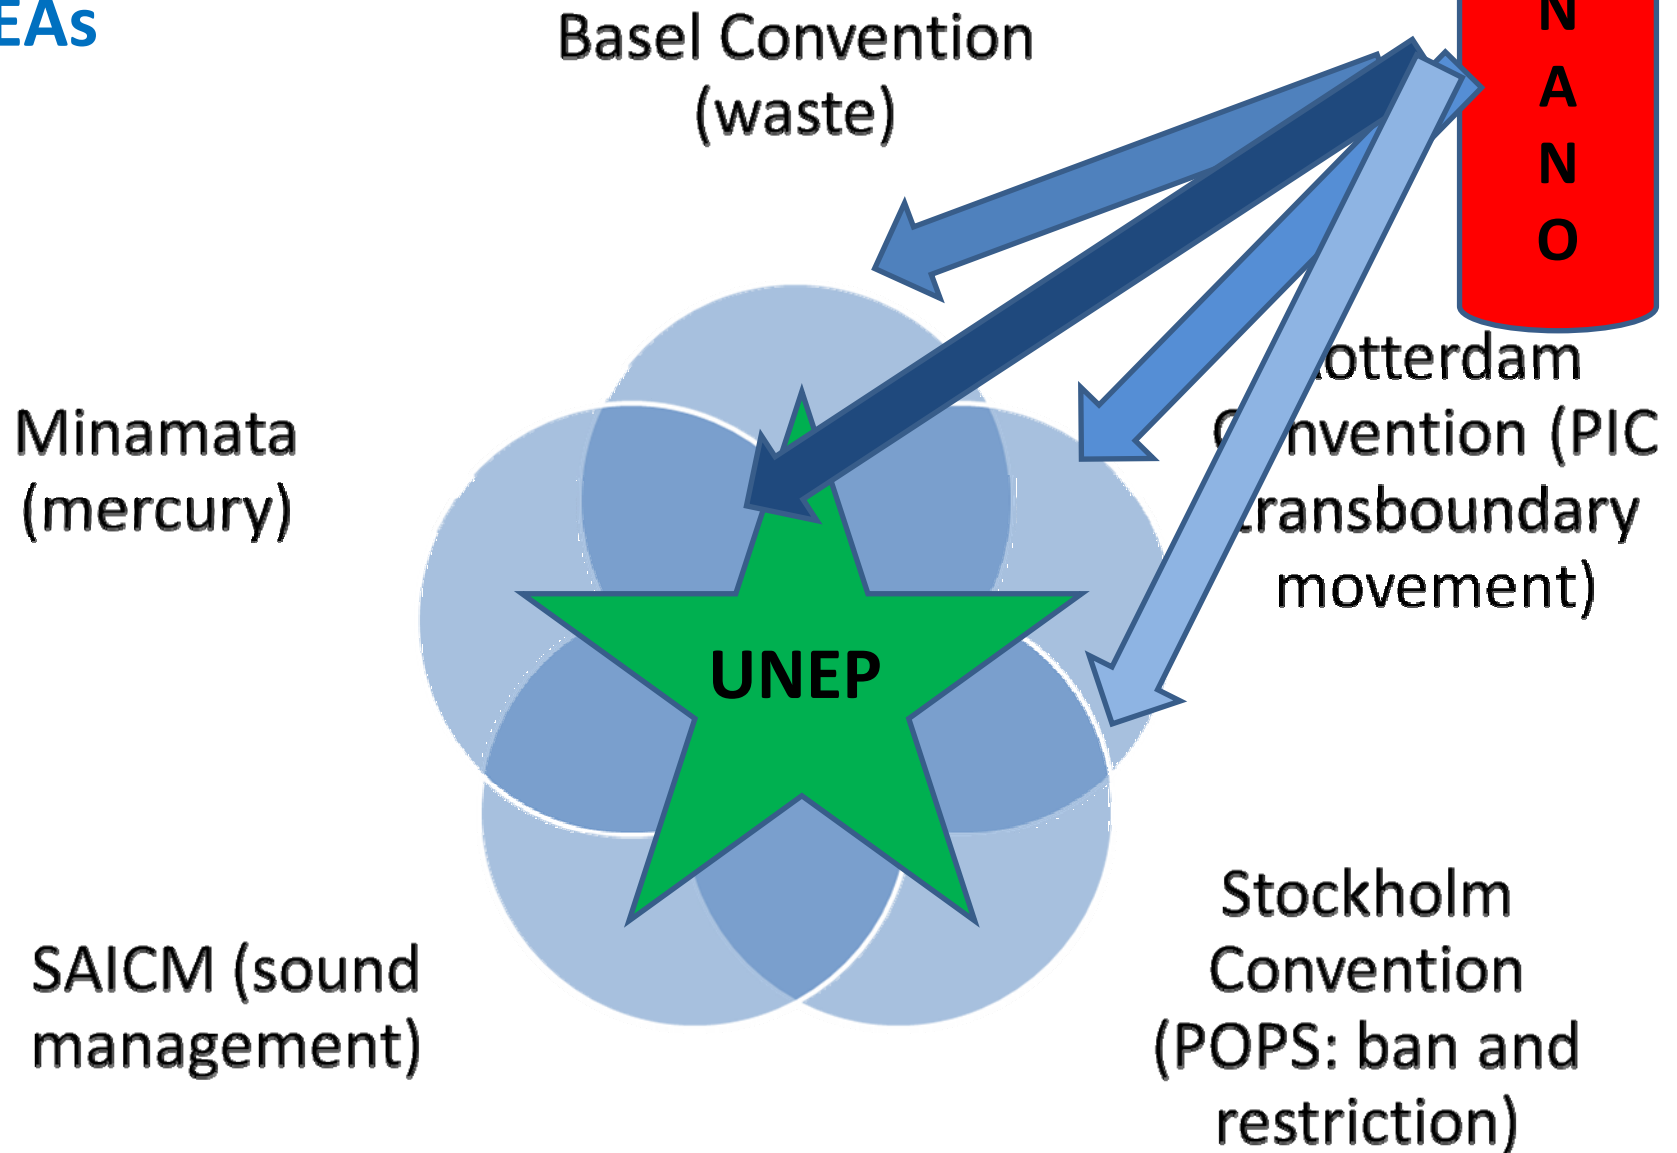 EAs
Basel Convention
(waste)
N
A
N
O
otterdam
nvention (PIC
transboundary
movement)
Minamata
(mercury)
UNEP
SAICM (sound
management)
Stockholm
Convention
(POPS: ban and
restriction)